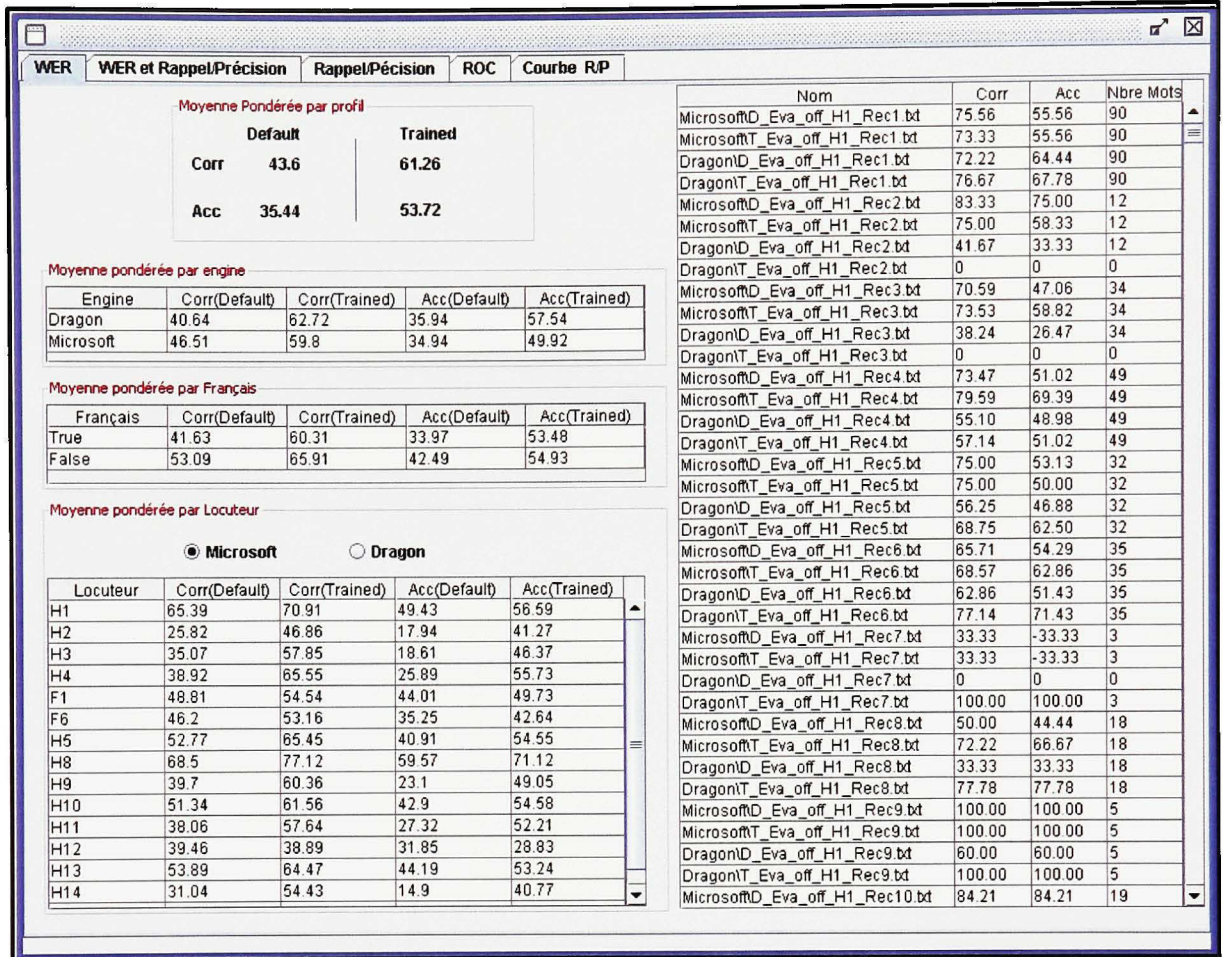 WER WER et Rappel/Précision Rappel/Pécision ROC Courbe R/P
Moyenne Pondérée par profil
Default Trained
Corr 43.6 61.26
Acc 35.44 53.72
Moyenne pondérée par engine
Engine Corr(Default) Corr(Trained) Acc(Default) Acc(Trained)
Dragon 40.64 62.72 35.94 57.54
Microsoft 46.51 59.8 34.94 49.92
Moyenne pondérée par Français
Français Corr(Default) Corr(Trained) Acc(Default) Acc(Trained)
True 41.63 60.31 33.97 53.48
False 53.09 65.91 42.49 54.93
Moyenne pondérée par Locuteur
Microsoft Dragon
Locuteur Corr(Default) Corr(Trained) Acc(Default) Acc(Trained)
H1 65.39 70.91 49.43 56.59
H2 25.82 46.86 17.94 41.27
H3 35.07 57.85 18.61 46.37
H4 38.92 65.55 25.89 55.73
F1 48.81 54.54 44.01 49.73
F6 46.2 53.16 35.25 42.64
H5 52.77 65.45 40.91 54.55
H8 68.5 77.12 59.57 71.12
H9 39.7 60.36 23.1 49.05
H10 51.34 61.56 42.9 54.58
H11 38.06 57.64 27.32 52.21
H12 39.46 38.89 31.85 28.83
H13 53.89 64.47 44.19 53.24
H14 31.04 54.43 14.9 40.77
Nom Corr Acc Nbre Mots
Microsoft\D_Eva_off_H1_Rec1.txt 75.56 55.56 90
Microsoft\T_Eva_off_H1_Rec1.txt 73.33 55.56 90
Dragon\D_Eva_off_H1_Rec1.txt 72.22 64.44 90
Dragon\T_Eva_off_H1_Rec1.txt 76.67 67.78 90
Microsoft\D_Eva_off_H1_Rec2.txt 83.33 75.00 12
Microsoft\T_Eva_off_H1_Rec2.txt 75.00 58.33 12
Dragon\D_Eva_off_H1_Rec2.txt 41.67 33.33 12
Dragon\T_Eva_off_H1_Rec2.txt 0 0 0
Microsoft\D_Eva_off_H1_Rec3.txt 70.59 47.06 34
Microsoft\T_Eva_off_H1_Rec3.txt 73.53 58.82 34
Dragon\D_Eva_off_H1_Rec3.txt 38.24 26.47 34
Dragon\T_Eva_off_H1_Rec3.txt 0 0 0
Microsoft\D_Eva_off_H1_Rec4.txt 73.47 51.02 49
Microsoft\T_Eva_off_H1_Rec4.txt 79.59 69.39 49
Dragon\D_Eva_off_H1_Rec4.txt 55.10 48.98 49
Dragon\T_Eva_off_H1_Rec4.txt 57.14 51.02 49
Microsoft\D_Eva_off_H1_Rec5.txt 75.00 53.13 32
Microsoft\T_Eva_off_H1_Rec5.txt 75.00 50.00 32
Dragon\D_Eva_off_H1_Rec5.txt 56.25 46.88 32
Dragon\T_Eva_off_H1_Rec5.txt 68.75 62.50 32
Microsoft\D_Eva_off_H1_Rec6.txt 65.71 54.29 35
Microsoft\T_Eva_off_H1_Rec6.txt 68.57 62.86 35
Dragon\D_Eva_off_H1_Rec6.txt 62.86 51.43 35
Dragon\T_Eva_off_H1_Rec6.txt 77.14 71.43 35
Microsoft\D_Eva_off_H1_Rec7.txt 33.33 -33.33 3
Microsoft\T_Eva_off_H1_Rec7.txt 33.33 -33.33 3
Dragon\D_Eva_off_H1_Rec7.txt 0 0 0
Dragon\T_Eva_off_H1_Rec7.txt 100.00 100.00 3
Microsoft\D_Eva_off_H1_Rec8.txt 50.00 44.44 18
Microsoft\T_Eva_off_H1_Rec8.txt 72.22 66.67 18
Dragon\D_Eva_off_H1_Rec8.txt 33.33 33.33 18
Dragon\T_Eva_off_H1_Rec8.txt 77.78 77.78 18
Microsoft\D_Eva_off_H1_Rec9.txt 100.00 100.00 5
Microsoft\T_Eva_off_H1_Rec9.txt 100.00 100.00 5
Dragon\D_Eva_off_H1_Rec9.txt 60.00 60.00 5
Dragon\T_Eva_off_H1_Rec9.txt 100.00 100.00 5
Microsoft\D_Eva_off_H1_Rec10.txt 84.21 84.21 19